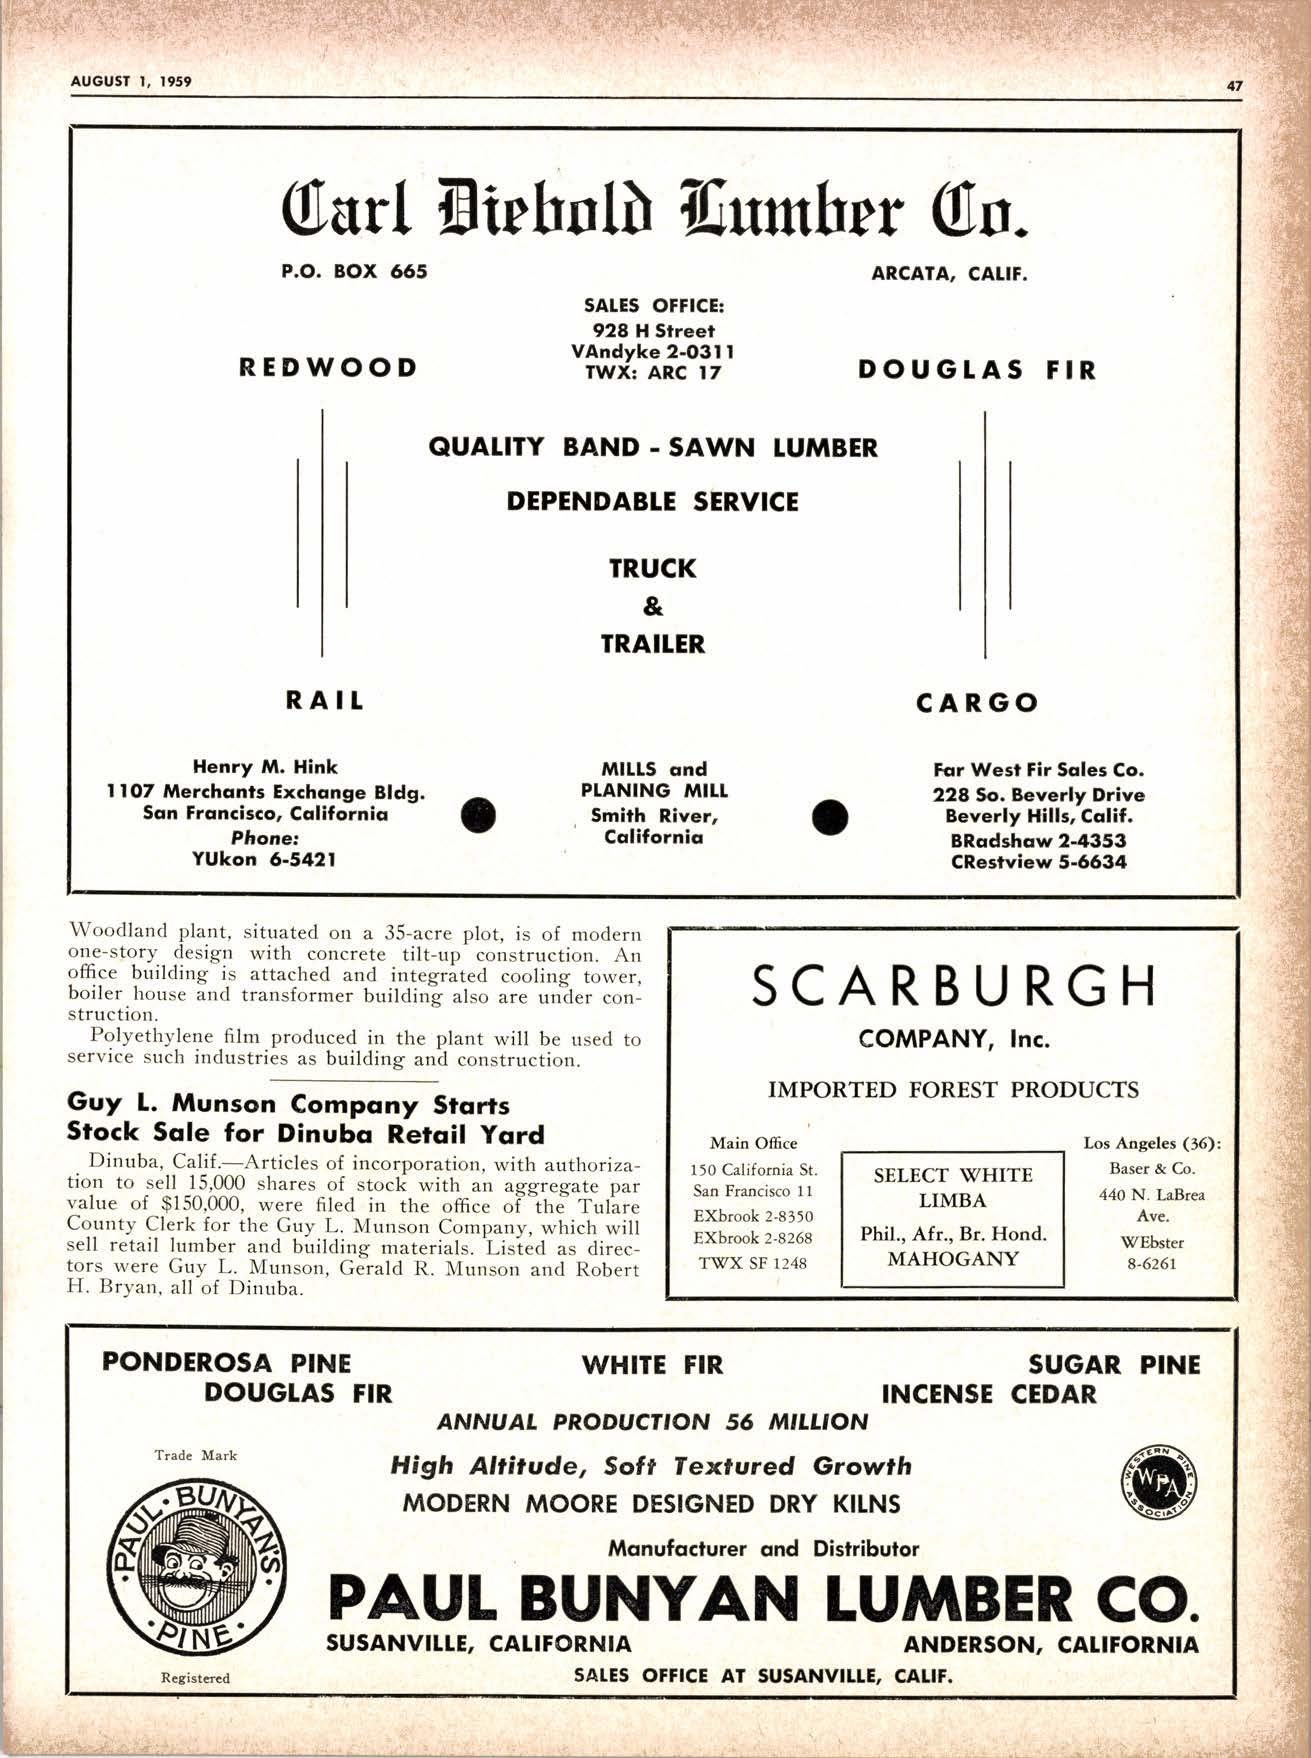 AUGUST 1, 1959
47
Carl Diebold Lumber Co.
P.O. BOX 665
ARCATA, CALIF.
SALES OFFICE:
928 H Street
VAndyke 2-0311
TWX: ARC 17
REDWOOD
DOUGLAS FIR
QUALITY BAND - SAWN LUMBER
DEPENDABLE SERVICE
TRUCK
&
TRAILER
RAIL
CARGO
Henry M. Hink
1107 Merchants Exchange Bldg.
San Francisco, California
Phone:
YUkon 6-5421
MILLS and
PLANING MILL
Smith River,
California
Far West Fir Sales Co.
228 So. Beverly Drive
Beverly Hills, Calif.
BRadshaw 2-4353
CRestview 5-6634
Woodland plant, situated on a 35-acre plot, is of modern
one-story design with concrete tilt-up construction. An
office building is attached and integrated cooling tower,
boiler house and transformer building also are under con-
struction.
Polyethylene film produced in the plant will be used to
service such industries as building and construction.
Guy L. Munson Company Starts
Stock Sale for Dinuba Retail Yard
Dinuba, Calif.—Articles of incorporation, with authoriza-
tion to sell 15,000 shares of stock with an aggregate par
value of $150,000, were filed in the office of the Tulare
County Clerk for the Guy L. Munson Company, which will
sell retail lumber and building materials. Listed as direc-
tors were Guy L. Munson, Gerald R. Munson and Robert
H. Bryan, all of Dinuba.
SCARBURGH
COMPANY, Inc.
IMPORTED FOREST PRODUCTS
Main Office
150 California St.
San Francisco 11
EXbrook 2-8350
EXbrook 2-8268
TWX SF 1248
SELECT WHITE
LIMBA
Phil., Afr., Br. Hond.
MAHOGANY
Los Angeles (36):
Baser & Co.
440 N. LaBrea
Ave.
WEbster
8-6261
PONDEROSA PINE
WHITE FIR
SUGAR PINE
DOUGLAS FIR
INCENSE CEDAR
ANNUAL PRODUCTION 56 MILLION
High Altitude, Soft Textured Growth
MODERN MOORE DESIGNED DRY KILNS
Trade Mark
PAUL · BUNYAN'S
· PINE ·
Registered
WESTERN PINE
WPA
ASSOCIATION
Manufacturer and Distributor
PAUL BUNYAN LUMBER CO.
SUSANVILLE, CALIFORNIA
ANDERSON, CALIFORNIA
SALES OFFICE AT SUSANVILLE, CALIF.